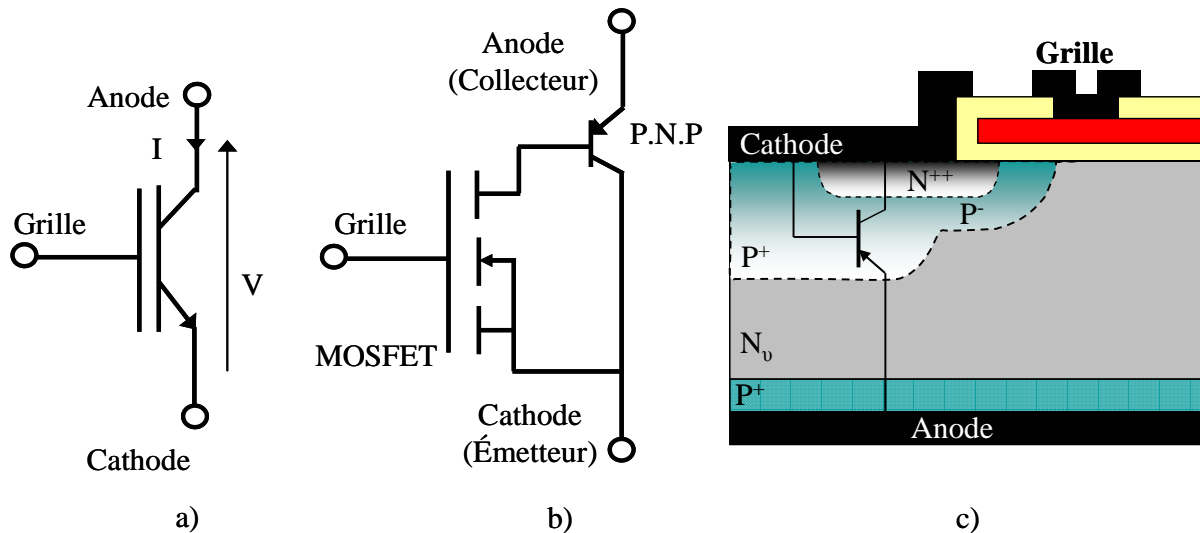 Anode
I
Grille
V
Cathode
a)
Anode
(Collecteur)
P.N.P
Grille
MOSFET
Cathode
(Émetteur)
b)
Grille
Cathode
N++
P-
P+
Nυ
P+
Anode
c)